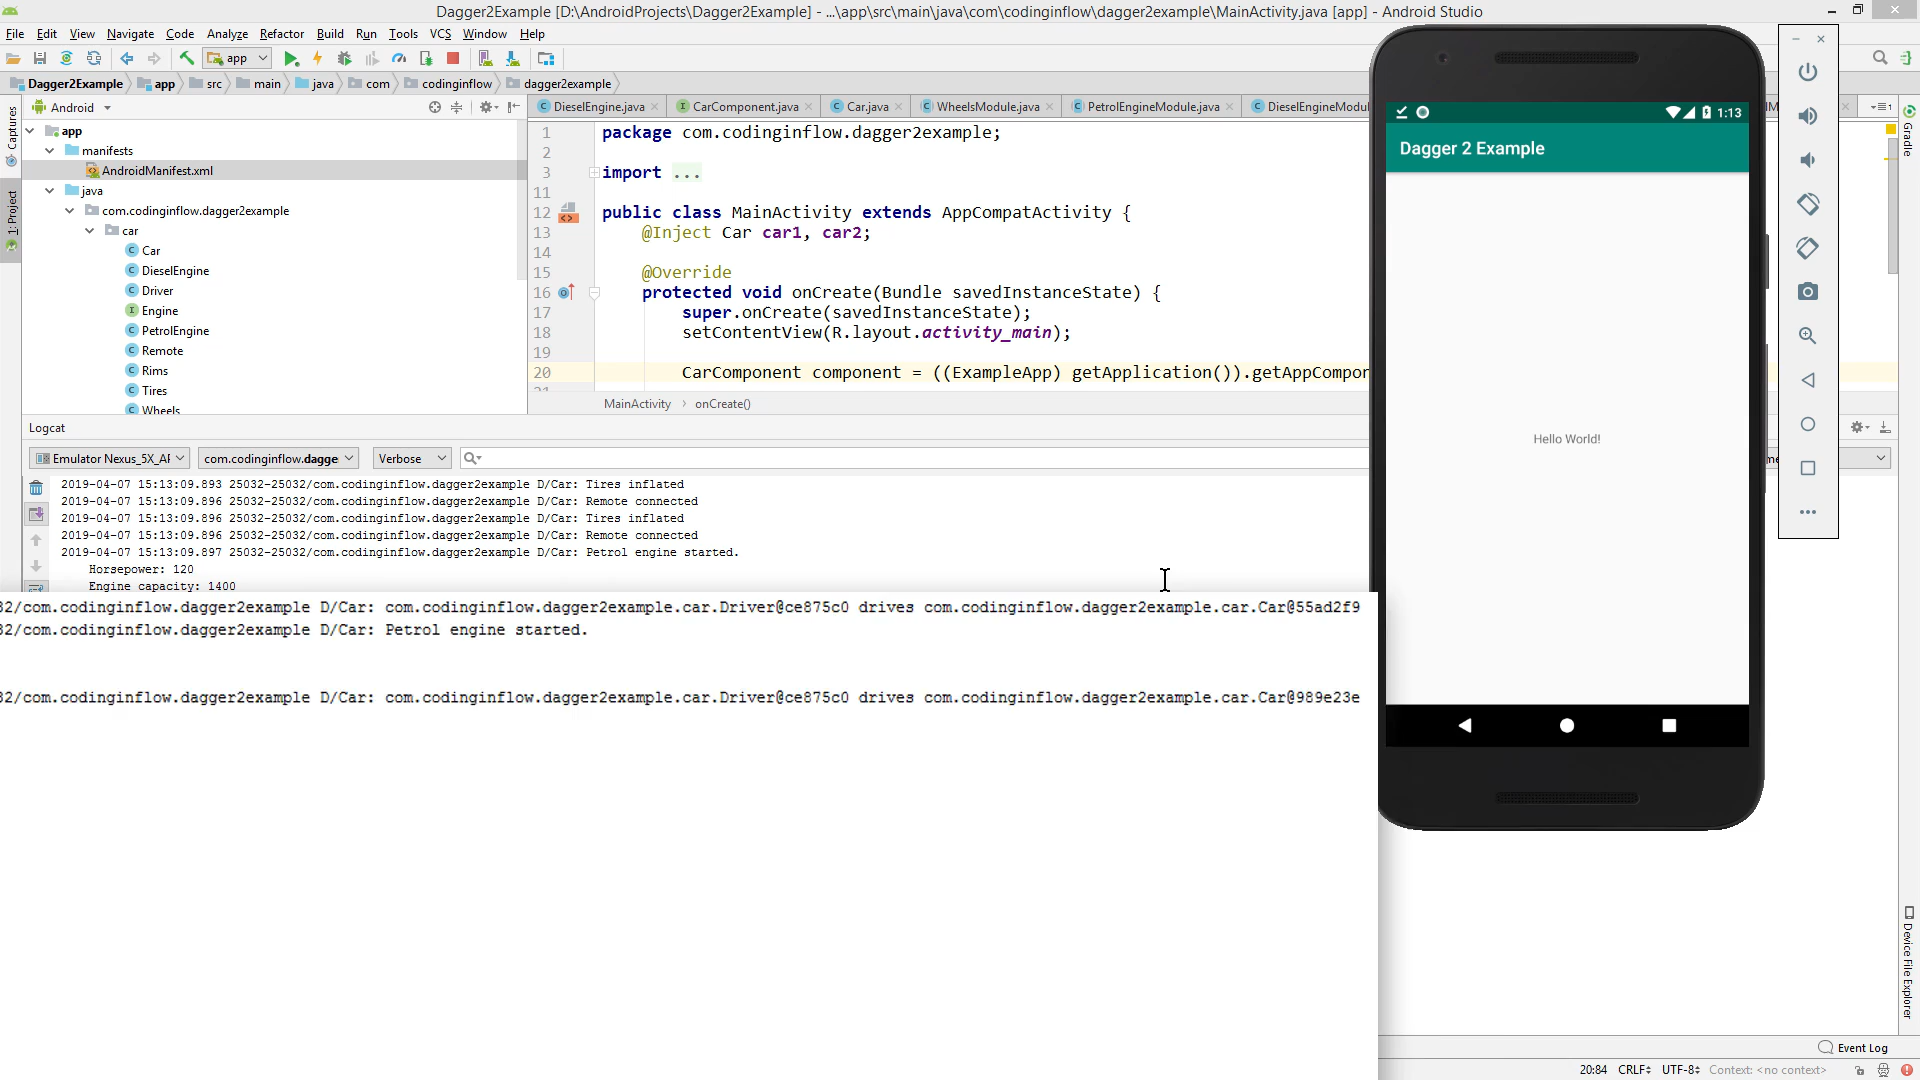 Dagger2Example [D:\AndroidProjects\Dagger2Example] - ...\app\src\main\java\com\codinginflow\dagger2example\MainActivity.java [app] - Android Studio
File Edit View Navigate Code Analyze Refactor Build Run Tools VCS Window Help
app
Dagger2Example app src main java com codinginflow dagger2example
Android
DieselEngine.java CarComponent.java Car.java WheelsModule.java PetrolEngineModule.java DieselEngineModul
Captures
1: Project
Gradle
app
manifests
AndroidManifest.xml
java
com.codinginflow.dagger2example
car
Car
DieselEngine
Driver
Engine
PetrolEngine
Remote
Rims
Tires
Wheels
1 package com.codinginflow.dagger2example;
2
3 import ...
11
12 public class MainActivity extends AppCompatActivity {
13 @Inject Car car1, car2;
14
15 @Override
16 protected void onCreate(Bundle savedInstanceState) {
17 super.onCreate(savedInstanceState);
18 setContentView(R.layout.activity_main);
19
20 CarComponent component = ((ExampleApp) getApplication()).getAppCompon
21
MainActivity onCreate()
1:13
Dagger 2 Example
Hello World!
Logcat
Emulator Nexus_5X_AP com.codinginflow.dagge Verbose
2019-04-07 15:13:09.893 25032-25032/com.codinginflow.dagger2example D/Car: Tires inflated
2019-04-07 15:13:09.896 25032-25032/com.codinginflow.dagger2example D/Car: Remote connected
2019-04-07 15:13:09.896 25032-25032/com.codinginflow.dagger2example D/Car: Tires inflated
2019-04-07 15:13:09.896 25032-25032/com.codinginflow.dagger2example D/Car: Remote connected
2019-04-07 15:13:09.897 25032-25032/com.codinginflow.dagger2example D/Car: Petrol engine started.
Horsepower: 120
Engine capacity: 1400
32/com.codinginflow.dagger2example D/Car: com.codinginflow.dagger2example.car.Driver@ce875c0 drives com.codinginflow.dagger2example.car.Car@55ad2f9
32/com.codinginflow.dagger2example D/Car: Petrol engine started.
32/com.codinginflow.dagger2example D/Car: com.codinginflow.dagger2example.car.Driver@ce875c0 drives com.codinginflow.dagger2example.car.Car@989e23e
Device File Explorer
Event Log
20:84 CRLF UTF-8 Context: <no context>